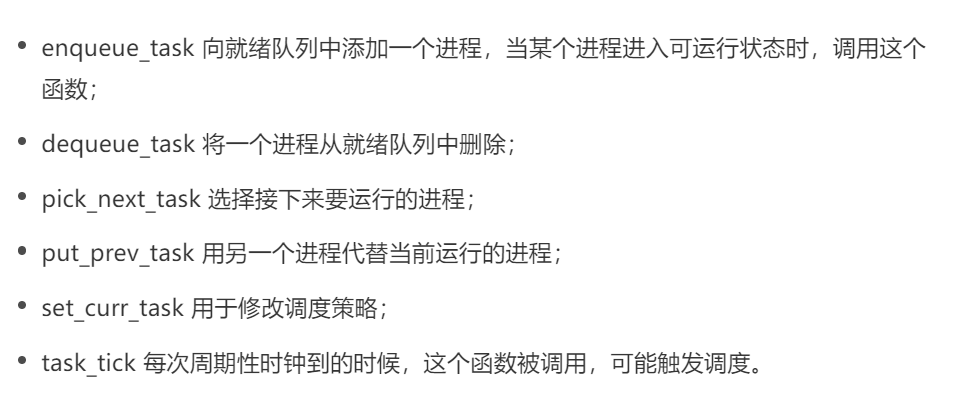 • enqueue_task 向就绪队列中添加一个进程，当某个进程进入可运行状态时，调用这个
函数；
• dequeue_task 将一个进程从就绪队列中删除；
• pick_next_task 选择接下来要运行的进程；
• put_prev_task 用另一个进程代替当前运行的进程；
• set_curr_task 用于修改调度策略；
• task_tick 每次周期性时钟到的时候，这个函数被调用，可能触发调度。